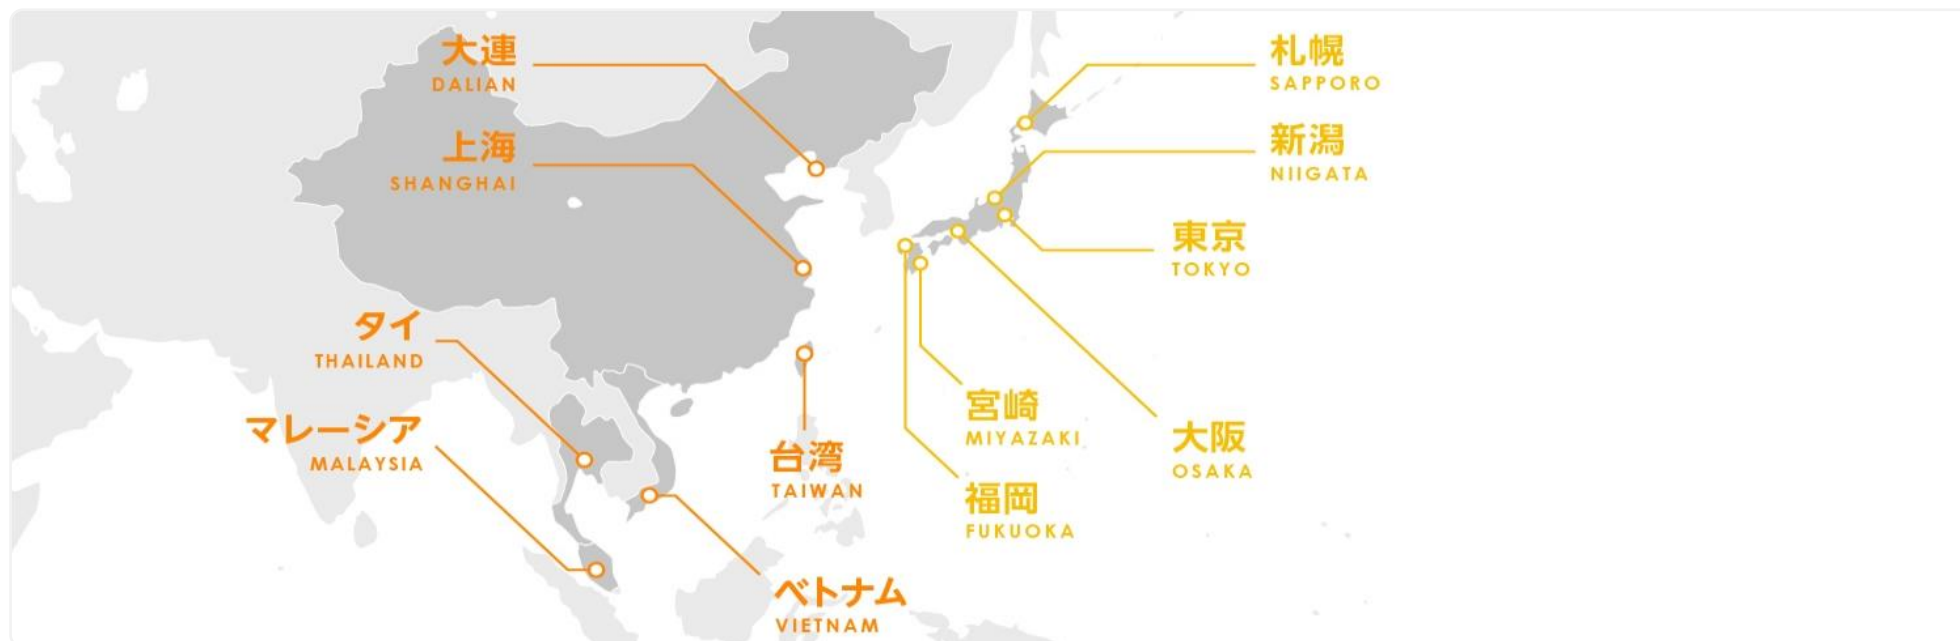 大連
DALIAN
上海
SHANGHAI
タイ
THAILAND
マレーシア
MALAYSIA
台湾
TAIWAN
ベトナム
VIETNAM
札幌
SAPPORO
新潟
NIIGATA
東京
TOKYO
宮崎
MIYAZAKI
大阪
OSAKA
福岡
FUKUOKA